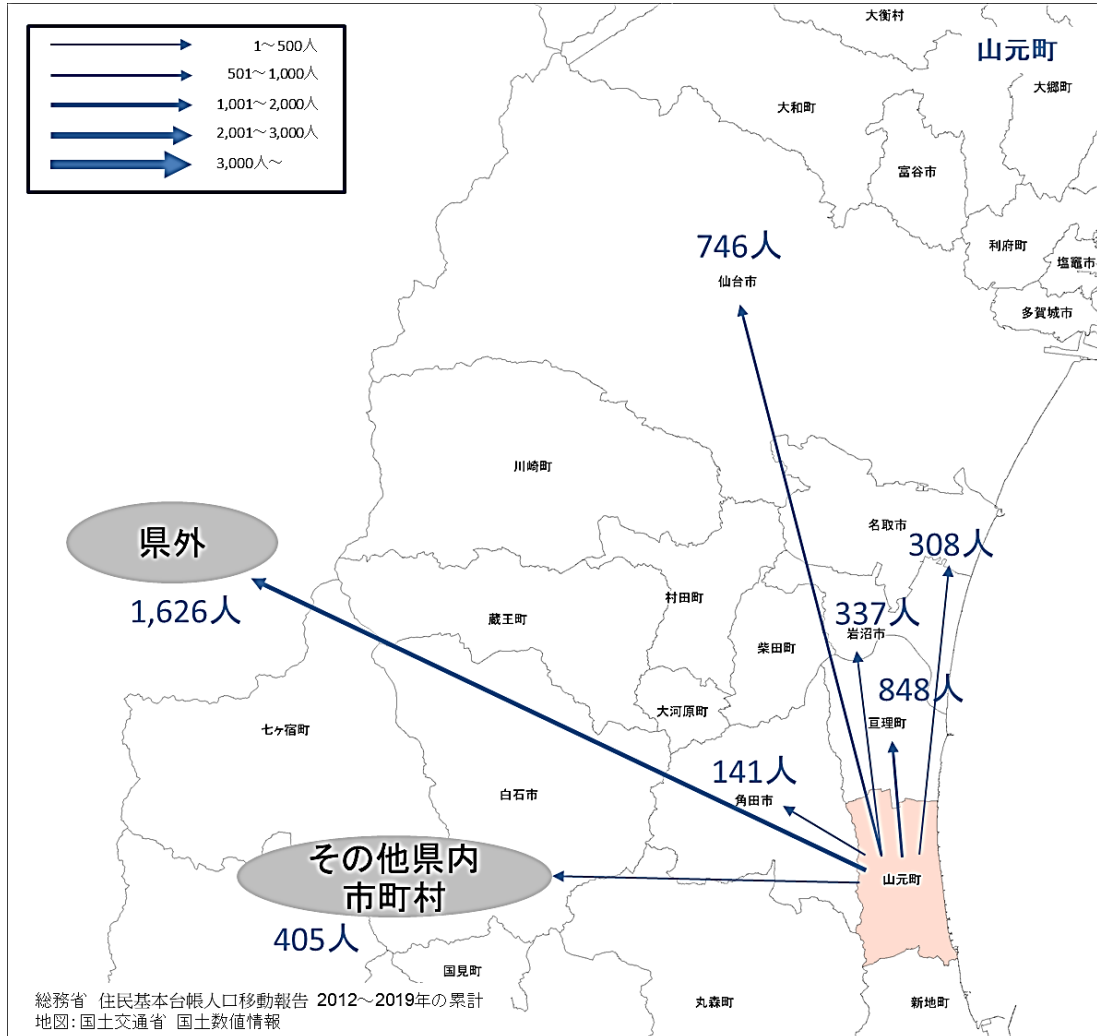 1～500人
501～1,000人
1,001～2,000人
2,001～3,000人
3,000人～
山元町
大衡村
大郷町
大和町
富谷市
利府町
塩竈市
多賀城市
746人
仙台市
川崎町
名取市
308人
県外
1,626人
337人
岩沼市
村田町
蔵王町
柴田町
848人
亘理町
大河原町
七ヶ宿町
141人
角田市
白石市
その他県内
市町村
405人
山元町
国見町
丸森町
新地町
総務省 住民基本台帳人口移動報告 2012～2019年の累計
地図：国土交通省 国土数値情報